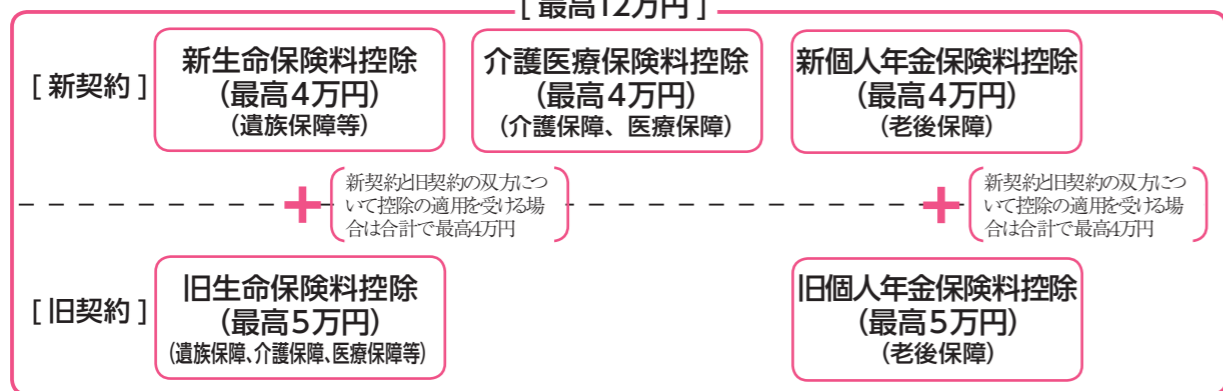 [ 最高12万円 ]
[ 新契約 ]
新生命保険料控除
(最高4万円)
(遺族保障等)
介護医療保険料控除
(最高4万円)
(介護保障、医療保障)
新個人年金保険料控除
(最高4万円)
(老後保障)
+
新契約と旧契約の双方につ
いて控除の適用を受ける場
合は合計で最高4万円
+
新契約と旧契約の双方につ
いて控除の適用を受ける場
合は合計で最高4万円
[ 旧契約 ]
旧生命保険料控除
(最高5万円)
(遺族保障、介護保障、医療保障等)
旧個人年金保険料控除
(最高5万円)
(老後保障)